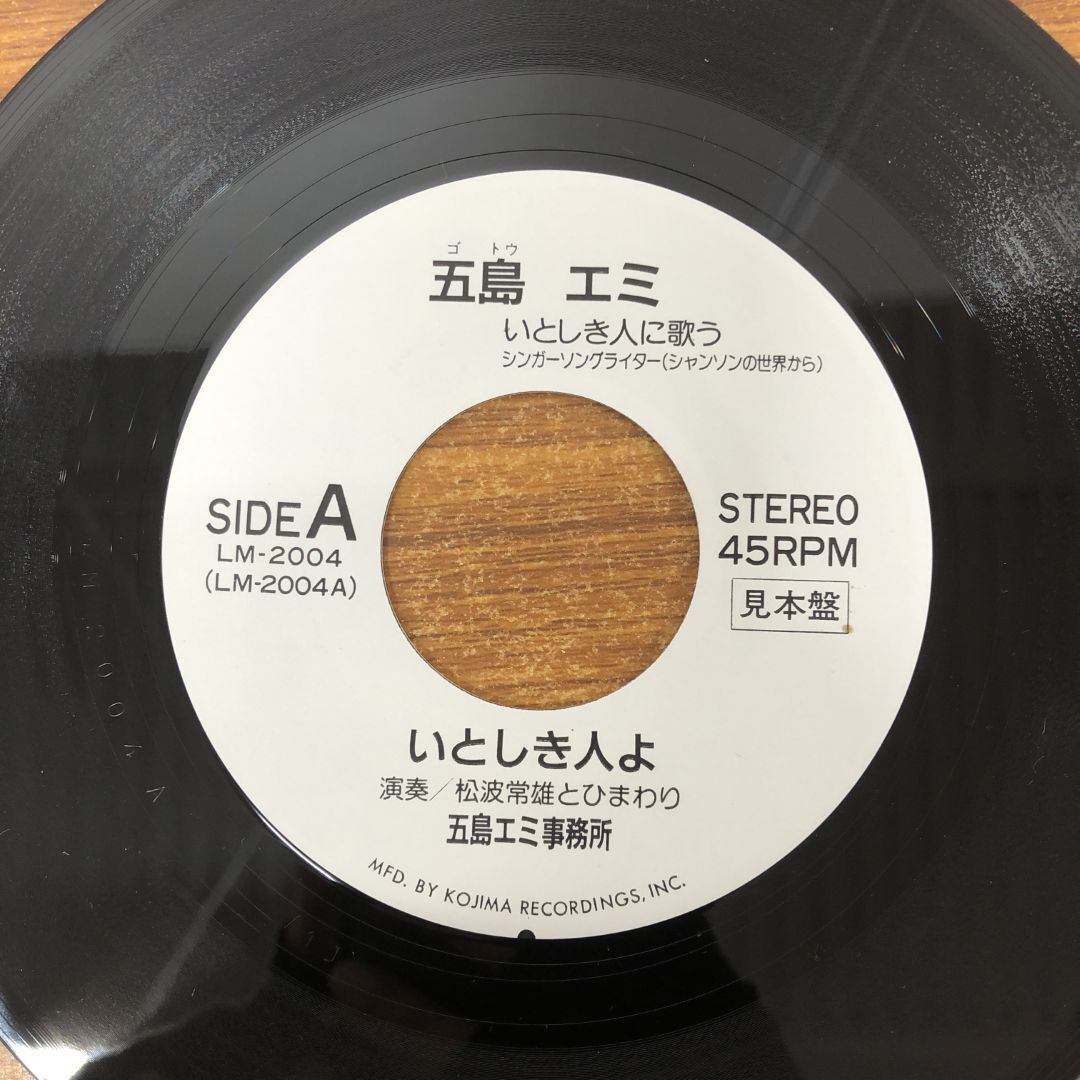 ゴ トウ
五島 エミ
いとしき人に歌う
シンガーソングライター(シャンソンの世界から)
SIDE A
LM-2004
(LM-2004A)
STEREO
45RPM
見本盤
いとしき人よ
演奏/松波常雄とひまわり
五島エミ事務所
MFD. BY KOJIMA RECORDINGS, INC.